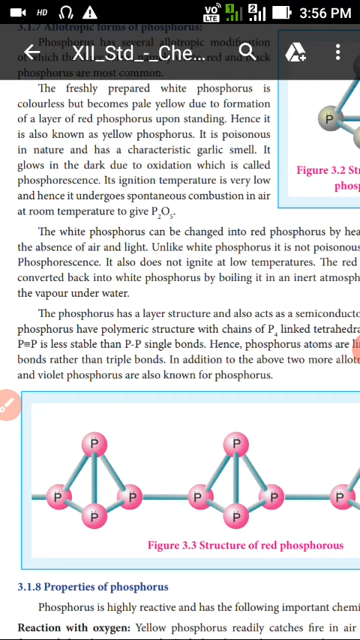 HD
VO
LTE
1
2
3:56 PM
3.1.7 Allotropic forms of phosphorus:
Phosphorus has several allotropic modification
of which the
red and
phosphorus are most common.
XII_Std_-_Che...
The freshly prepared white phosphorus is
colourless but becomes pale yellow due to formation
of a layer of red phosphorus upon standing. Hence it
is also known as yellow phosphorus. It is poisonous
in nature and has a characteristic garlic smell. It
glows in the dark due to oxidation which is called
phosphorescence. Its ignition temperature is very low
and hence it undergoes spontaneous combustion in air
at room temperature to give P₂O₅.
P
Figure 3.2 Str
phosp
The white phosphorus can be changed into red phosphorus by hea
the absence of air and light. Unlike white phosphorus it is not poisonous
Phosphorescence. It also does not ignite at low temperatures. The red
converted back into white phosphorus by boiling it in an inert atmosph
the vapour under water.
The phosphorus has a layer structure and also acts as a semiconducto
phosphorus have polymeric structure with chains of P₄ linked tetrahedra
P≡P is less stable than P-P single bonds. Hence, phosphorus atoms are li
bonds rather than triple bonds. In addition to the above two more allotr
and violet phosphorus are also known for phosphorus.
P P
P P P P P
P P
Figure 3.3 Structure of red phosphorous
3.1.8 Properties of phosphorus
Phosphorus is highly reactive and has the following important chemi
Reaction with oxygen: Yellow phosphorus readily catches fire in air